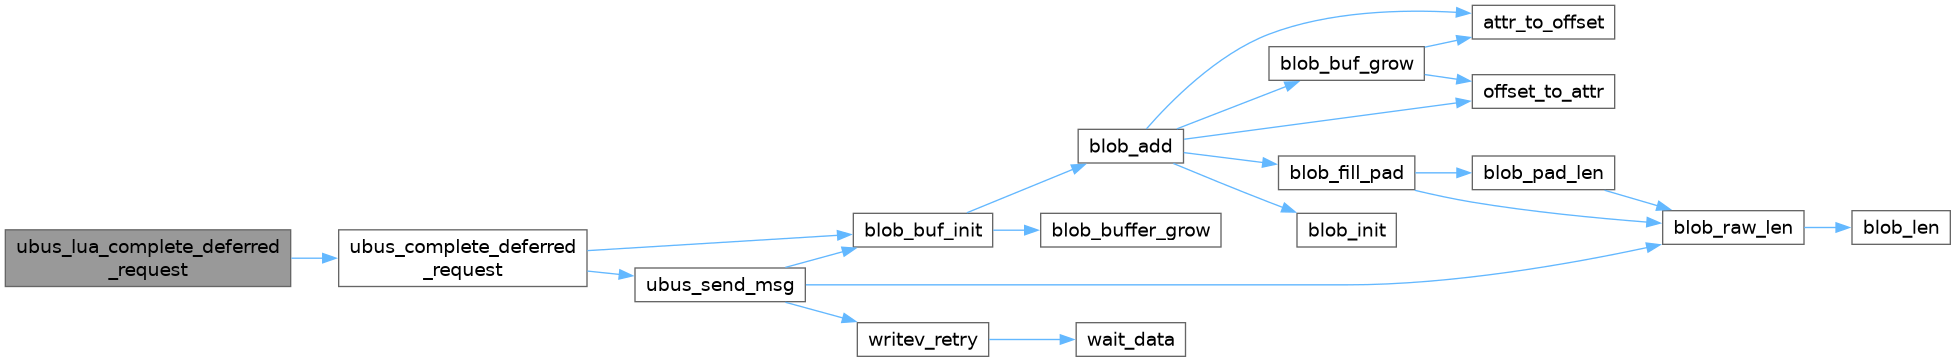 ubus_lua_complete_deferred
_request
ubus_complete_deferred
_request
blob_buf_init
ubus_send_msg
writev_retry
blob_add
blob_buffer_grow
wait_data
blob_buf_grow
blob_fill_pad
blob_init
attr_to_offset
offset_to_attr
blob_pad_len
blob_raw_len
blob_len